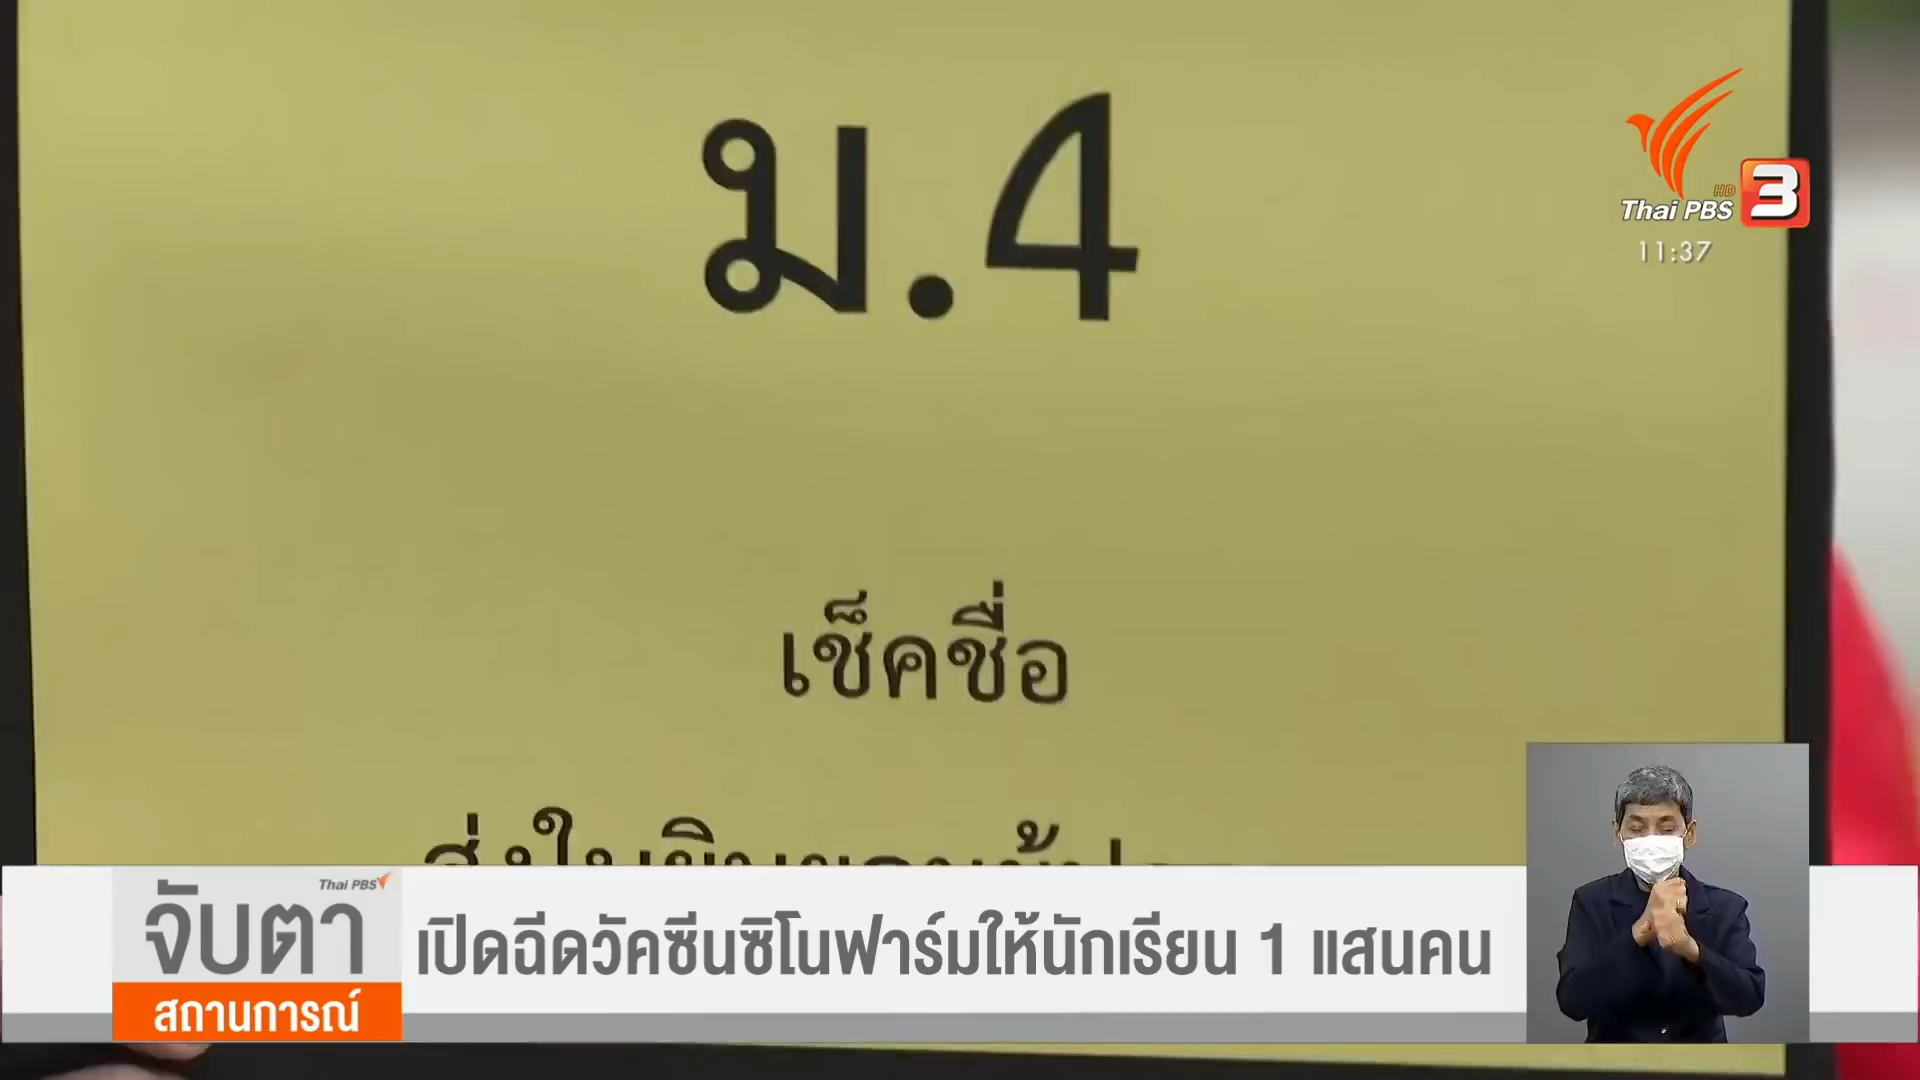 ม.4
HD
Thai PBS 3
11:37
เช็คชื่อ
Thai PBS
จับตา
สถานการณ์
เปิดฉีดวัคซีนซิโนฟาร์มให้นักเรียน 1 แสนคน